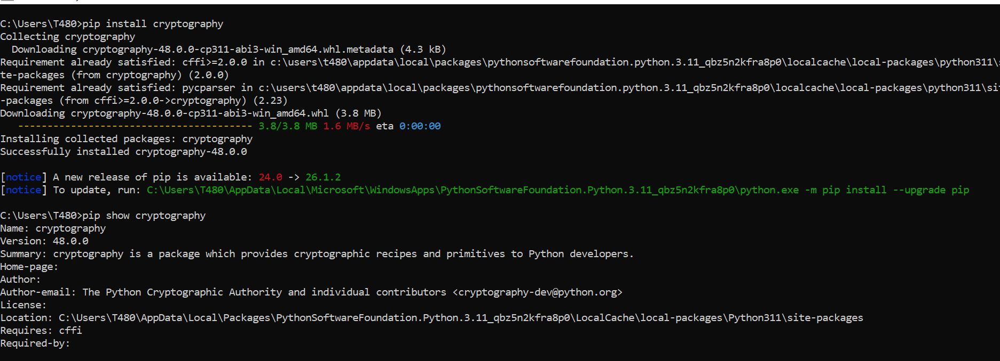 C:\Users\T480>pip install cryptography
Collecting cryptography
  Downloading cryptography-48.0.0-cp311-abi3-win_amd64.whl.metadata (4.3 kB)
Requirement already satisfied: cffi>=2.0.0 in c:\users\t480\appdata\local\packages\pythonsoftwarefoundation.python.3.11_qbz5n2kfra8p0\localcache\local-packages\python311\s
te-packages (from cryptography) (2.0.0)
Requirement already satisfied: pycparser in c:\users\t480\appdata\local\packages\pythonsoftwarefoundation.python.3.11_qbz5n2kfra8p0\localcache\local-packages\python311\sit
-packages (from cffi>=2.0.0->cryptography) (2.23)
Downloading cryptography-48.0.0-cp311-abi3-win_amd64.whl (3.8 MB)
   ---------------------------------------- 3.8/3.8 MB 1.6 MB/s eta 0:00:00
Installing collected packages: cryptography
Successfully installed cryptography-48.0.0
[notice] A new release of pip is available: 24.0 -> 26.1.2
[notice] To update, run: C:\Users\T480\AppData\Local\Microsoft\WindowsApps\PythonSoftwareFoundation.Python.3.11_qbz5n2kfra8p0\python.exe -m pip install --upgrade pip
C:\Users\T480>pip show cryptography
Name: cryptography
Version: 48.0.0
Summary: cryptography is a package which provides cryptographic recipes and primitives to Python developers.
Home-page:
Author:
Author-email: The Python Cryptographic Authority and individual contributors <cryptography-dev@python.org>
License:
Location: C:\Users\T480\AppData\Local\Packages\PythonSoftwareFoundation.Python.3.11_qbz5n2kfra8p0\LocalCache\local-packages\Python311\site-packages
Requires: cffi
Required-by: